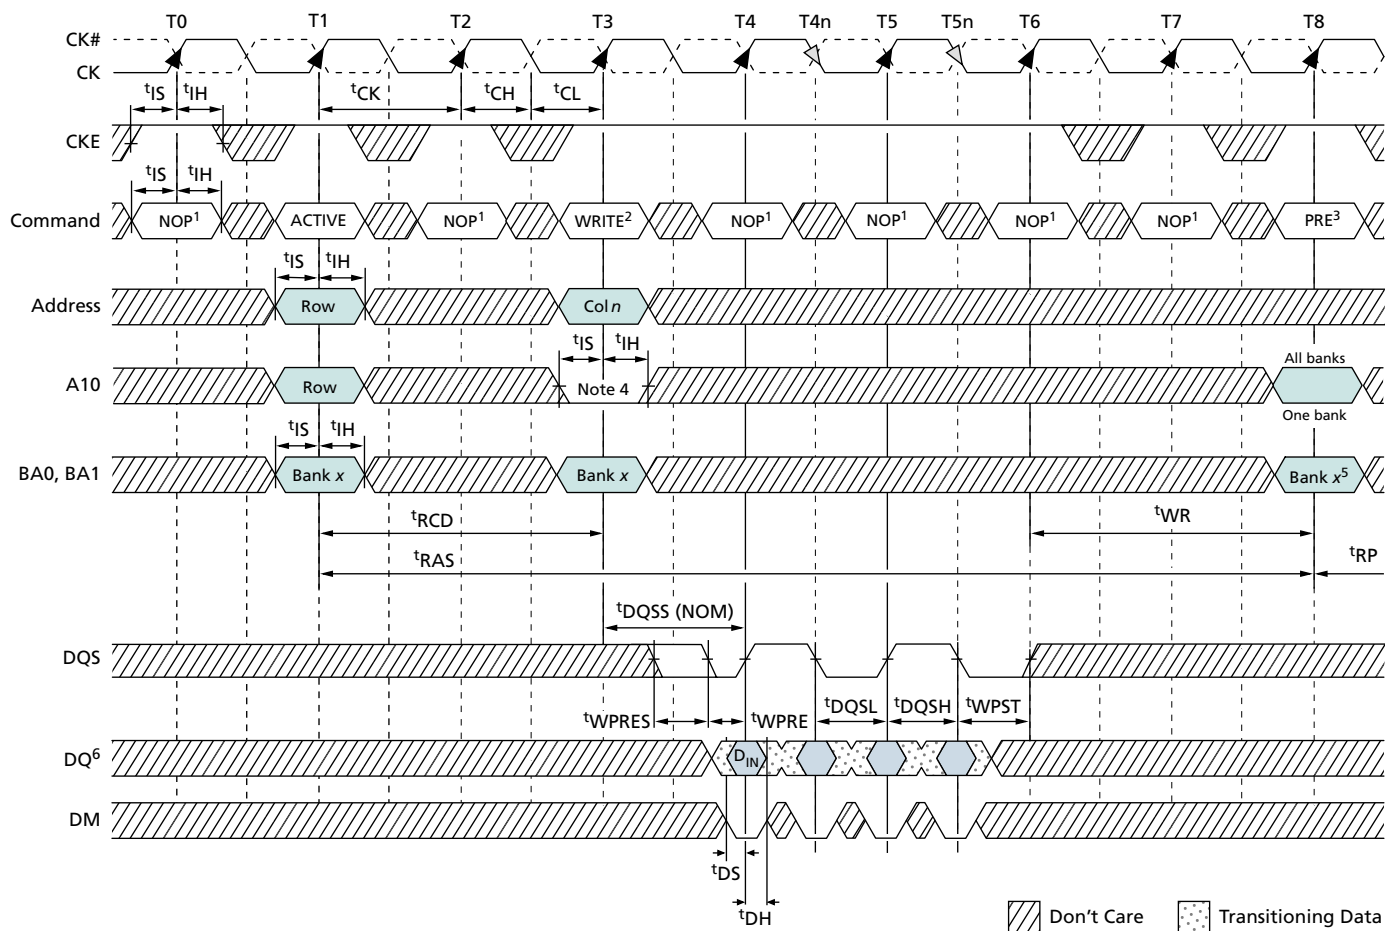 T0 T1 T2 T3 T4 T4n T5 T5n T6 T7 T8
CK#
CK
tIS tIH tCK tCH tCL
CKE
tIS tIH
Command NOP1 ACTIVE NOP1 WRITE2 NOP1 NOP1 NOP1 NOP1 PRE3
tIS tIH
Address Row Col n
tIS tIH All banks
A10 Row Note 4
One bank
tIS tIH
BA0, BA1 Bank x Bank x Bank x5
tRCD tWR
tRAS tRP
tDQSS (NOM)
DQS
tWPRES tWPRE tDQSL tDQSH tWPST
DQ6 DIN
DM
tDS
tDH
Don't Care Transitioning Data